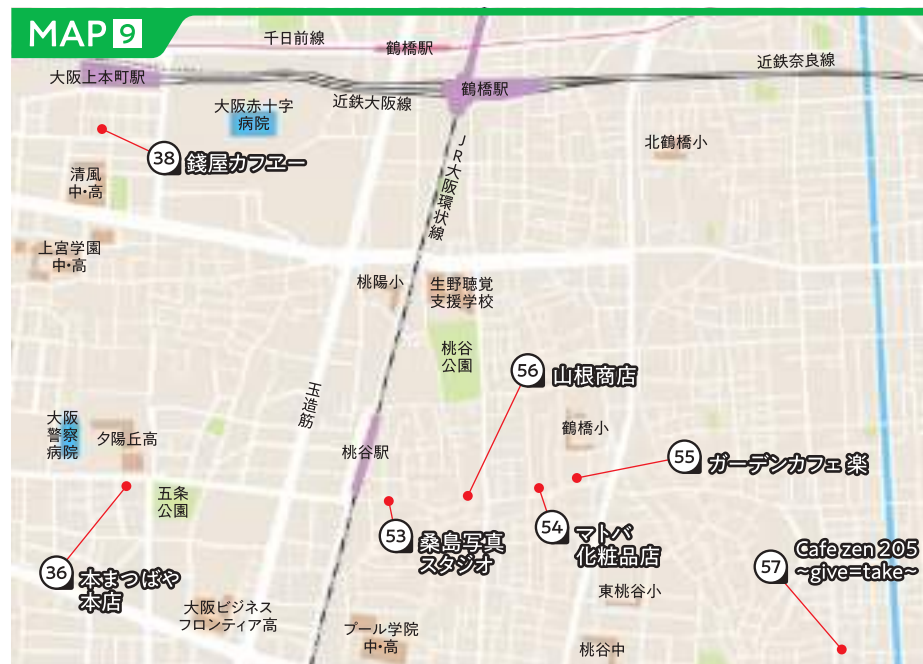 MAP 9
千日前線
鶴橋駅
大阪上本町駅
近鉄奈良線
鶴橋駅
近鉄大阪線
大阪赤十字
病院
北鶴橋小
JR大阪環状線
38 錢屋カフエー
清風
中・高
上宮学園
中・高
桃陽小
生野聴覚
支援学校
桃谷
公園
56 山根商店
玉造筋
大阪
警察
病院
夕陽丘高
桃谷駅
鶴橋小
55 ガーデンカフェ 楽
五条
公園
53 桑島写真
スタジオ
54 マトバ
化粧品店
Cafe zen 205
57 ~give=take~
36 本まつばや
本店
大阪ビジネス
フロンティア高
東桃谷小
プール学院
中・高
桃谷中